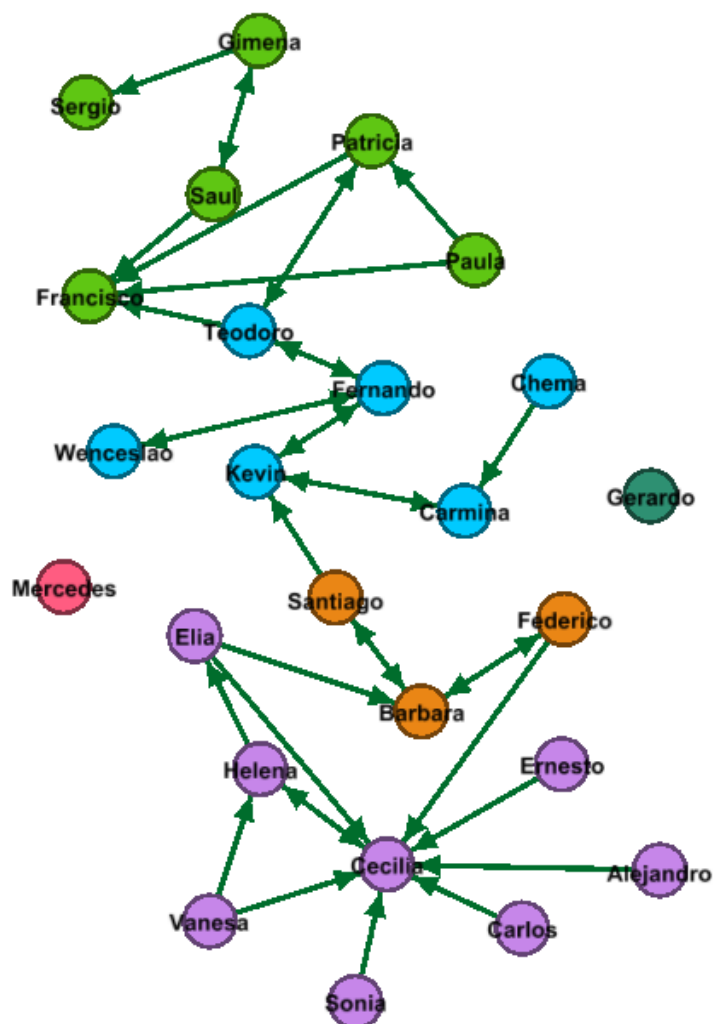 Gimena
Sergio
Patricia
Saul
Paula
Francisco
Teodoro
Chema
Fernando
Wenceslao
Kevin
Gerardo
Carmina
Mercedes
Santiago
Federico
Elia
Barbara
Ernesto
Helena
Cecilia
Alejandro
Vanesa
Carlos
Sonia